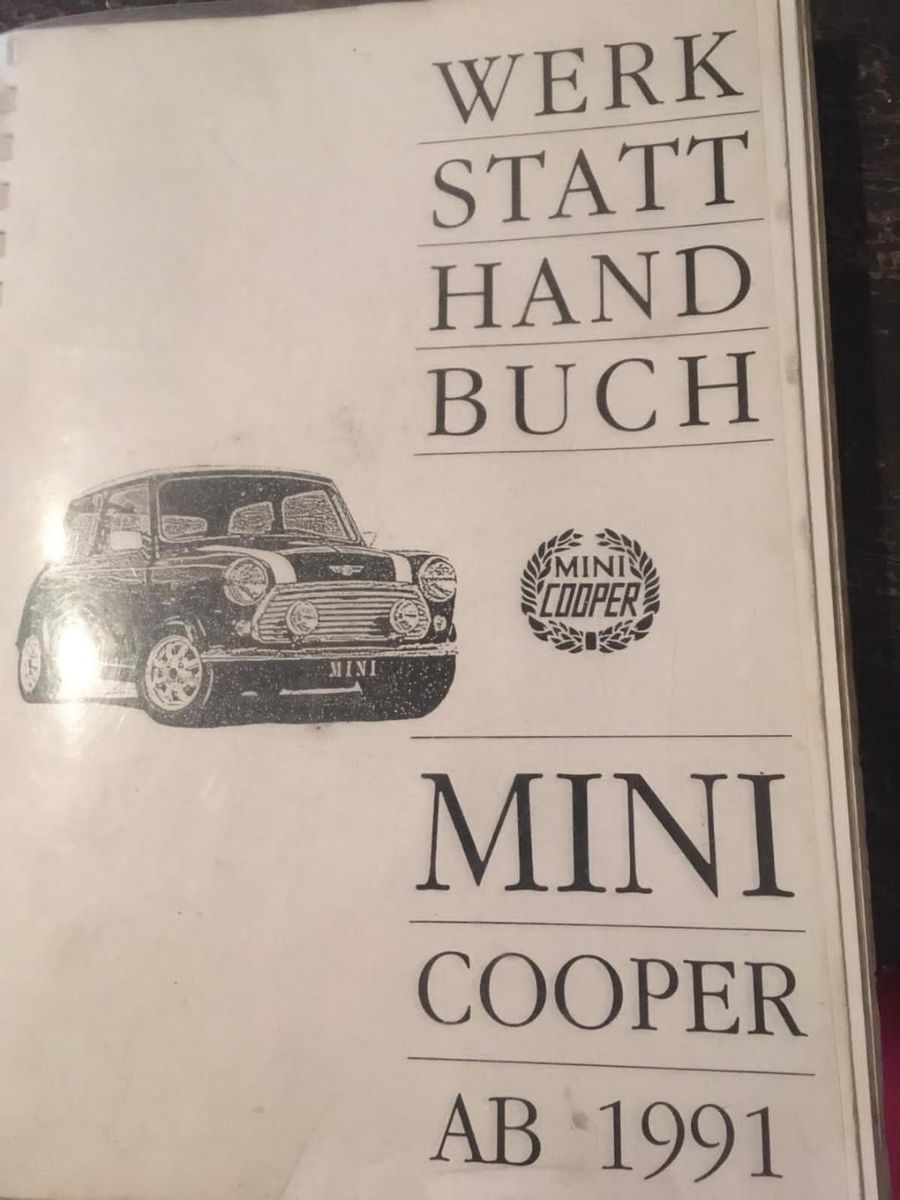 WERK
STATT
HAND
BUCH
MINI
COOPER
MINI
MINI
COOPER
AB 1991